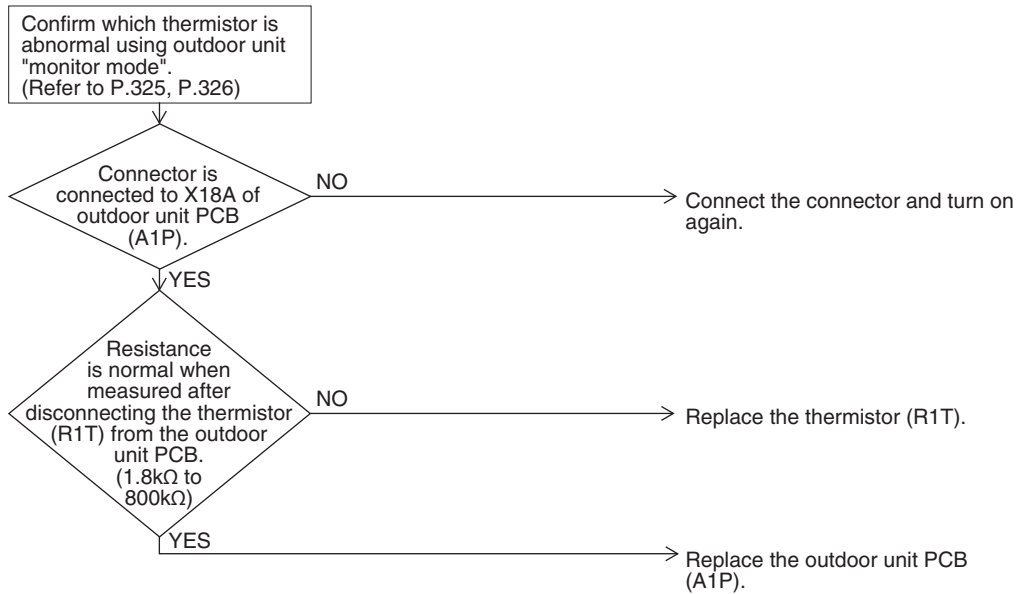 Confirm which thermistor is
abnormal using outdoor unit
"monitor mode".
(Refer to P.325, P.326)
Connector is
connected to X18A of
outdoor unit PCB
(A1P).
NO
Connect the connector and turn on
again.
YES
Resistance
is normal when
measured after
disconnecting the thermistor
(R1T) from the outdoor
unit PCB.
(1.8kΩ to
800kΩ)
NO
Replace the thermistor (R1T).
YES
Replace the outdoor unit PCB
(A1P).